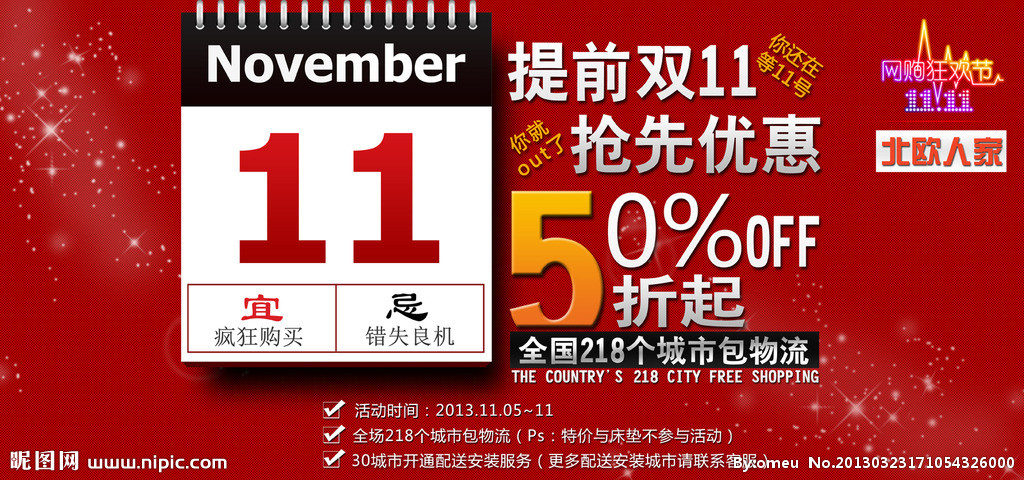 November
11
宜
疯狂购买
忌
错失良机
提前双11
你还在
等11号
你就
out了
抢先优惠
50%OFF
折起
全国218个城市包物流
THE COUNTRY'S 218 CITY FREE SHOPPING
网购狂欢节
11.11
北欧人家
活动时间：2013.11.05~11
全场218个城市包物流（Ps：特价与床垫不参与活动）
30城市开通配送安装服务（更多配送安装城市请联系客服）
昵图网 www.nipic.com
By:omeu No.20130323171054326000